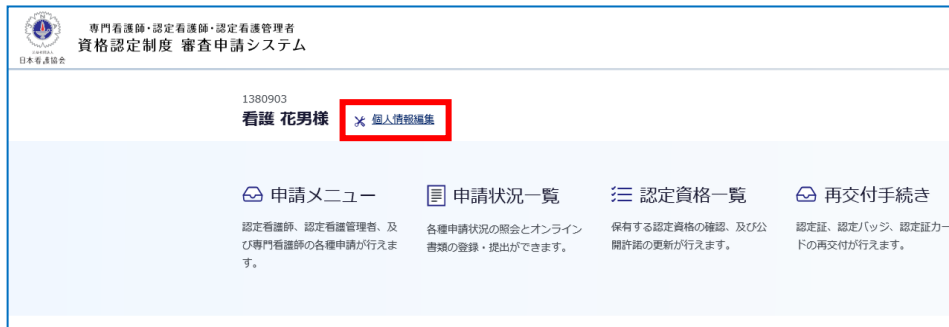 専門看護師・認定看護師・認定看護管理者
資格認定制度 審査申請システム
日本看護協会
1380903
看護 花男様
個人情報編集
申請メニュー
認定看護師、認定看護管理者、及
び専門看護師の各種申請が行えま
す。
申請状況一覧
各種申請状況の照会とオンライン
書類の登録・提出ができます。
認定資格一覧
保有する認定資格の確認、及び公
開許諾の更新が行えます。
再交付手続き
認定証、認定バッジ、認定証カー
ドの再交付が行えます。